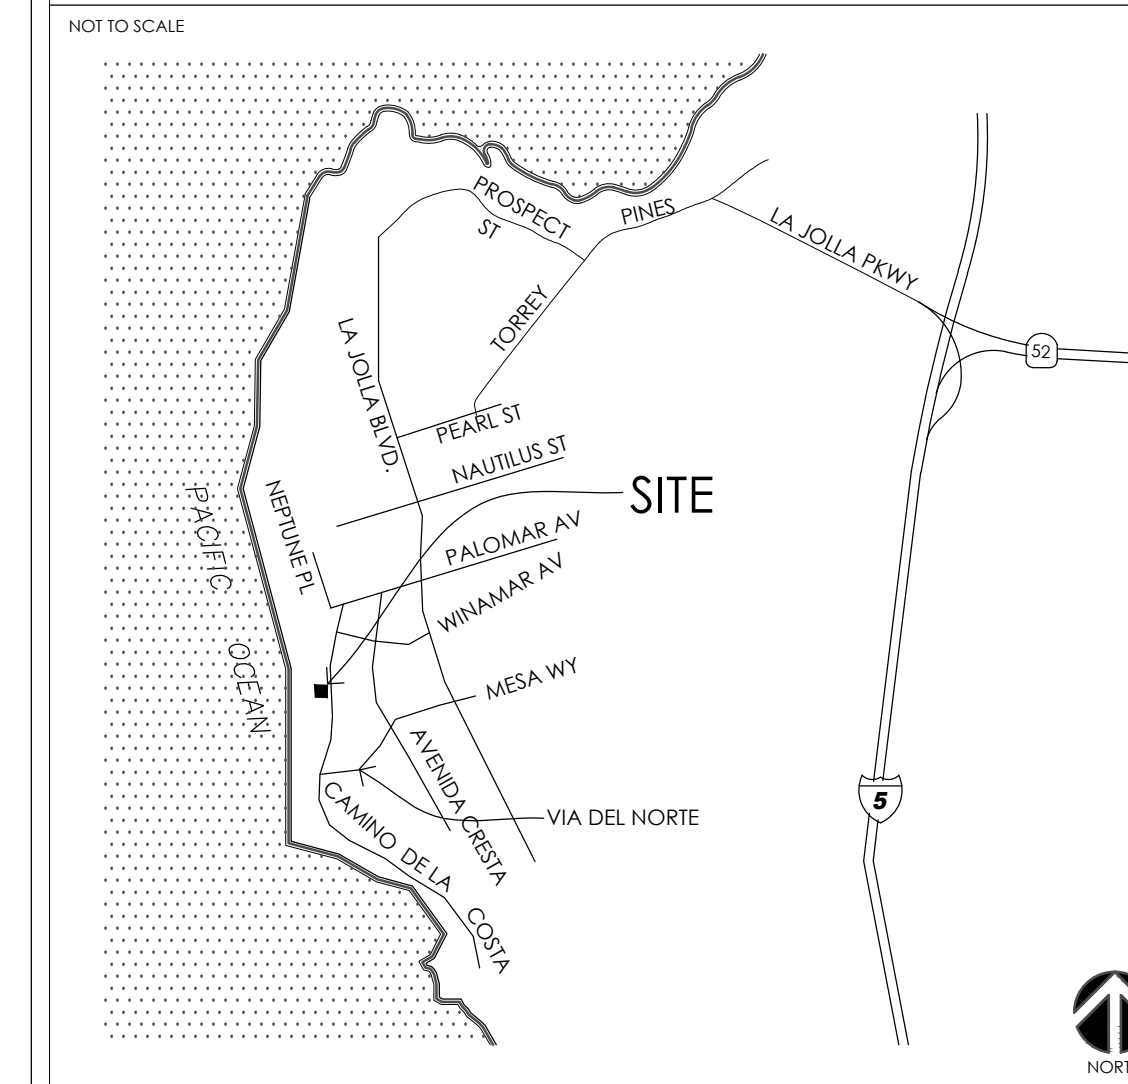 NOT TO SCALE
PROSPECT
ST
PINES
LA JOLLA PKWY
TORREY
LA JOLLA BLVD.
52
PEARL ST
NAUTILUS ST
SITE
NEPTUNE PL
PACIFIC
OCEAN
PALOMAR AV
WINAMAR AV
MESA WY
AVENIDA CRESTA
5
VIA DEL NORTE
CAMINO DE LA
COSTA
NORT